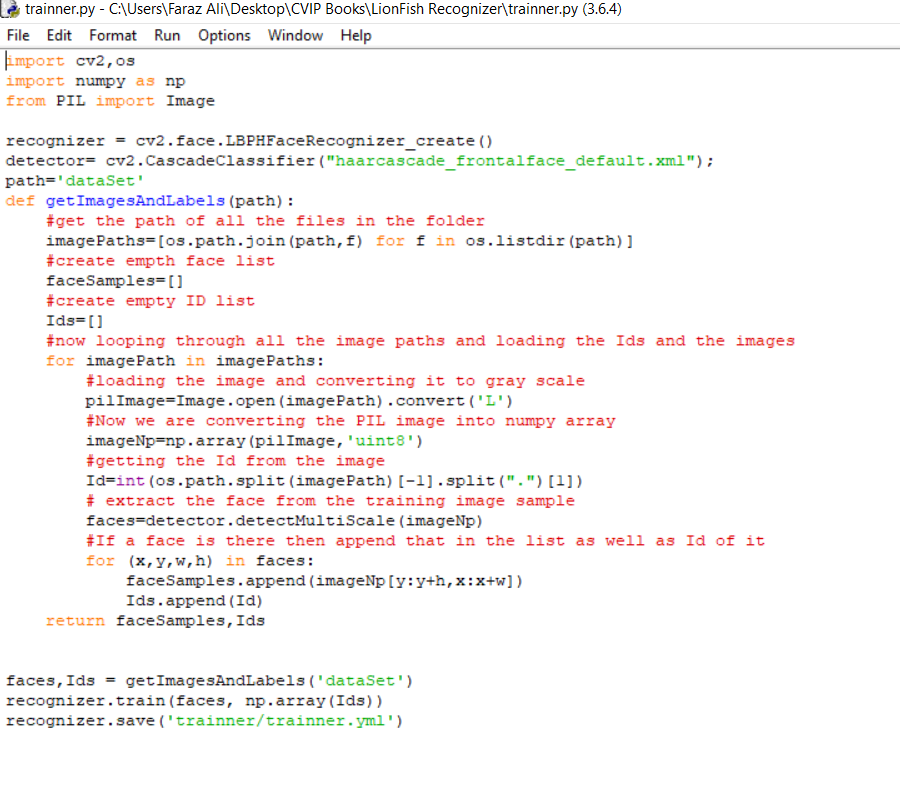 trainner.py - C:\Users\Faraz Ali\Desktop\CVIP Books\LionFish Recognizer\trainner.py (3.6.4)
File Edit Format Run Options Window Help
import cv2,os
import numpy as np
from PIL import Image

recognizer = cv2.face.LBPHFaceRecognizer_create()
detector= cv2.CascadeClassifier("haarcascade_frontalface_default.xml");
path='dataSet'
def getImagesAndLabels(path):
    #get the path of all the files in the folder
    imagePaths=[os.path.join(path,f) for f in os.listdir(path)]
    #create empth face list
    faceSamples=[]
    #create empty ID list
    Ids=[]
    #now looping through all the image paths and loading the Ids and the images
    for imagePath in imagePaths:
        #loading the image and converting it to gray scale
        pilImage=Image.open(imagePath).convert('L')
        #Now we are converting the PIL image into numpy array
        imageNp=np.array(pilImage,'uint8')
        #getting the Id from the image
        Id=int(os.path.split(imagePath)[-1].split(".")[1])
        # extract the face from the training image sample
        faces=detector.detectMultiScale(imageNp)
        #If a face is there then append that in the list as well as Id of it
        for (x,y,w,h) in faces:
            faceSamples.append(imageNp[y:y+h,x:x+w])
            Ids.append(Id)
    return faceSamples,Ids


faces,Ids = getImagesAndLabels('dataSet')
recognizer.train(faces, np.array(Ids))
recognizer.save('trainner/trainner.yml')